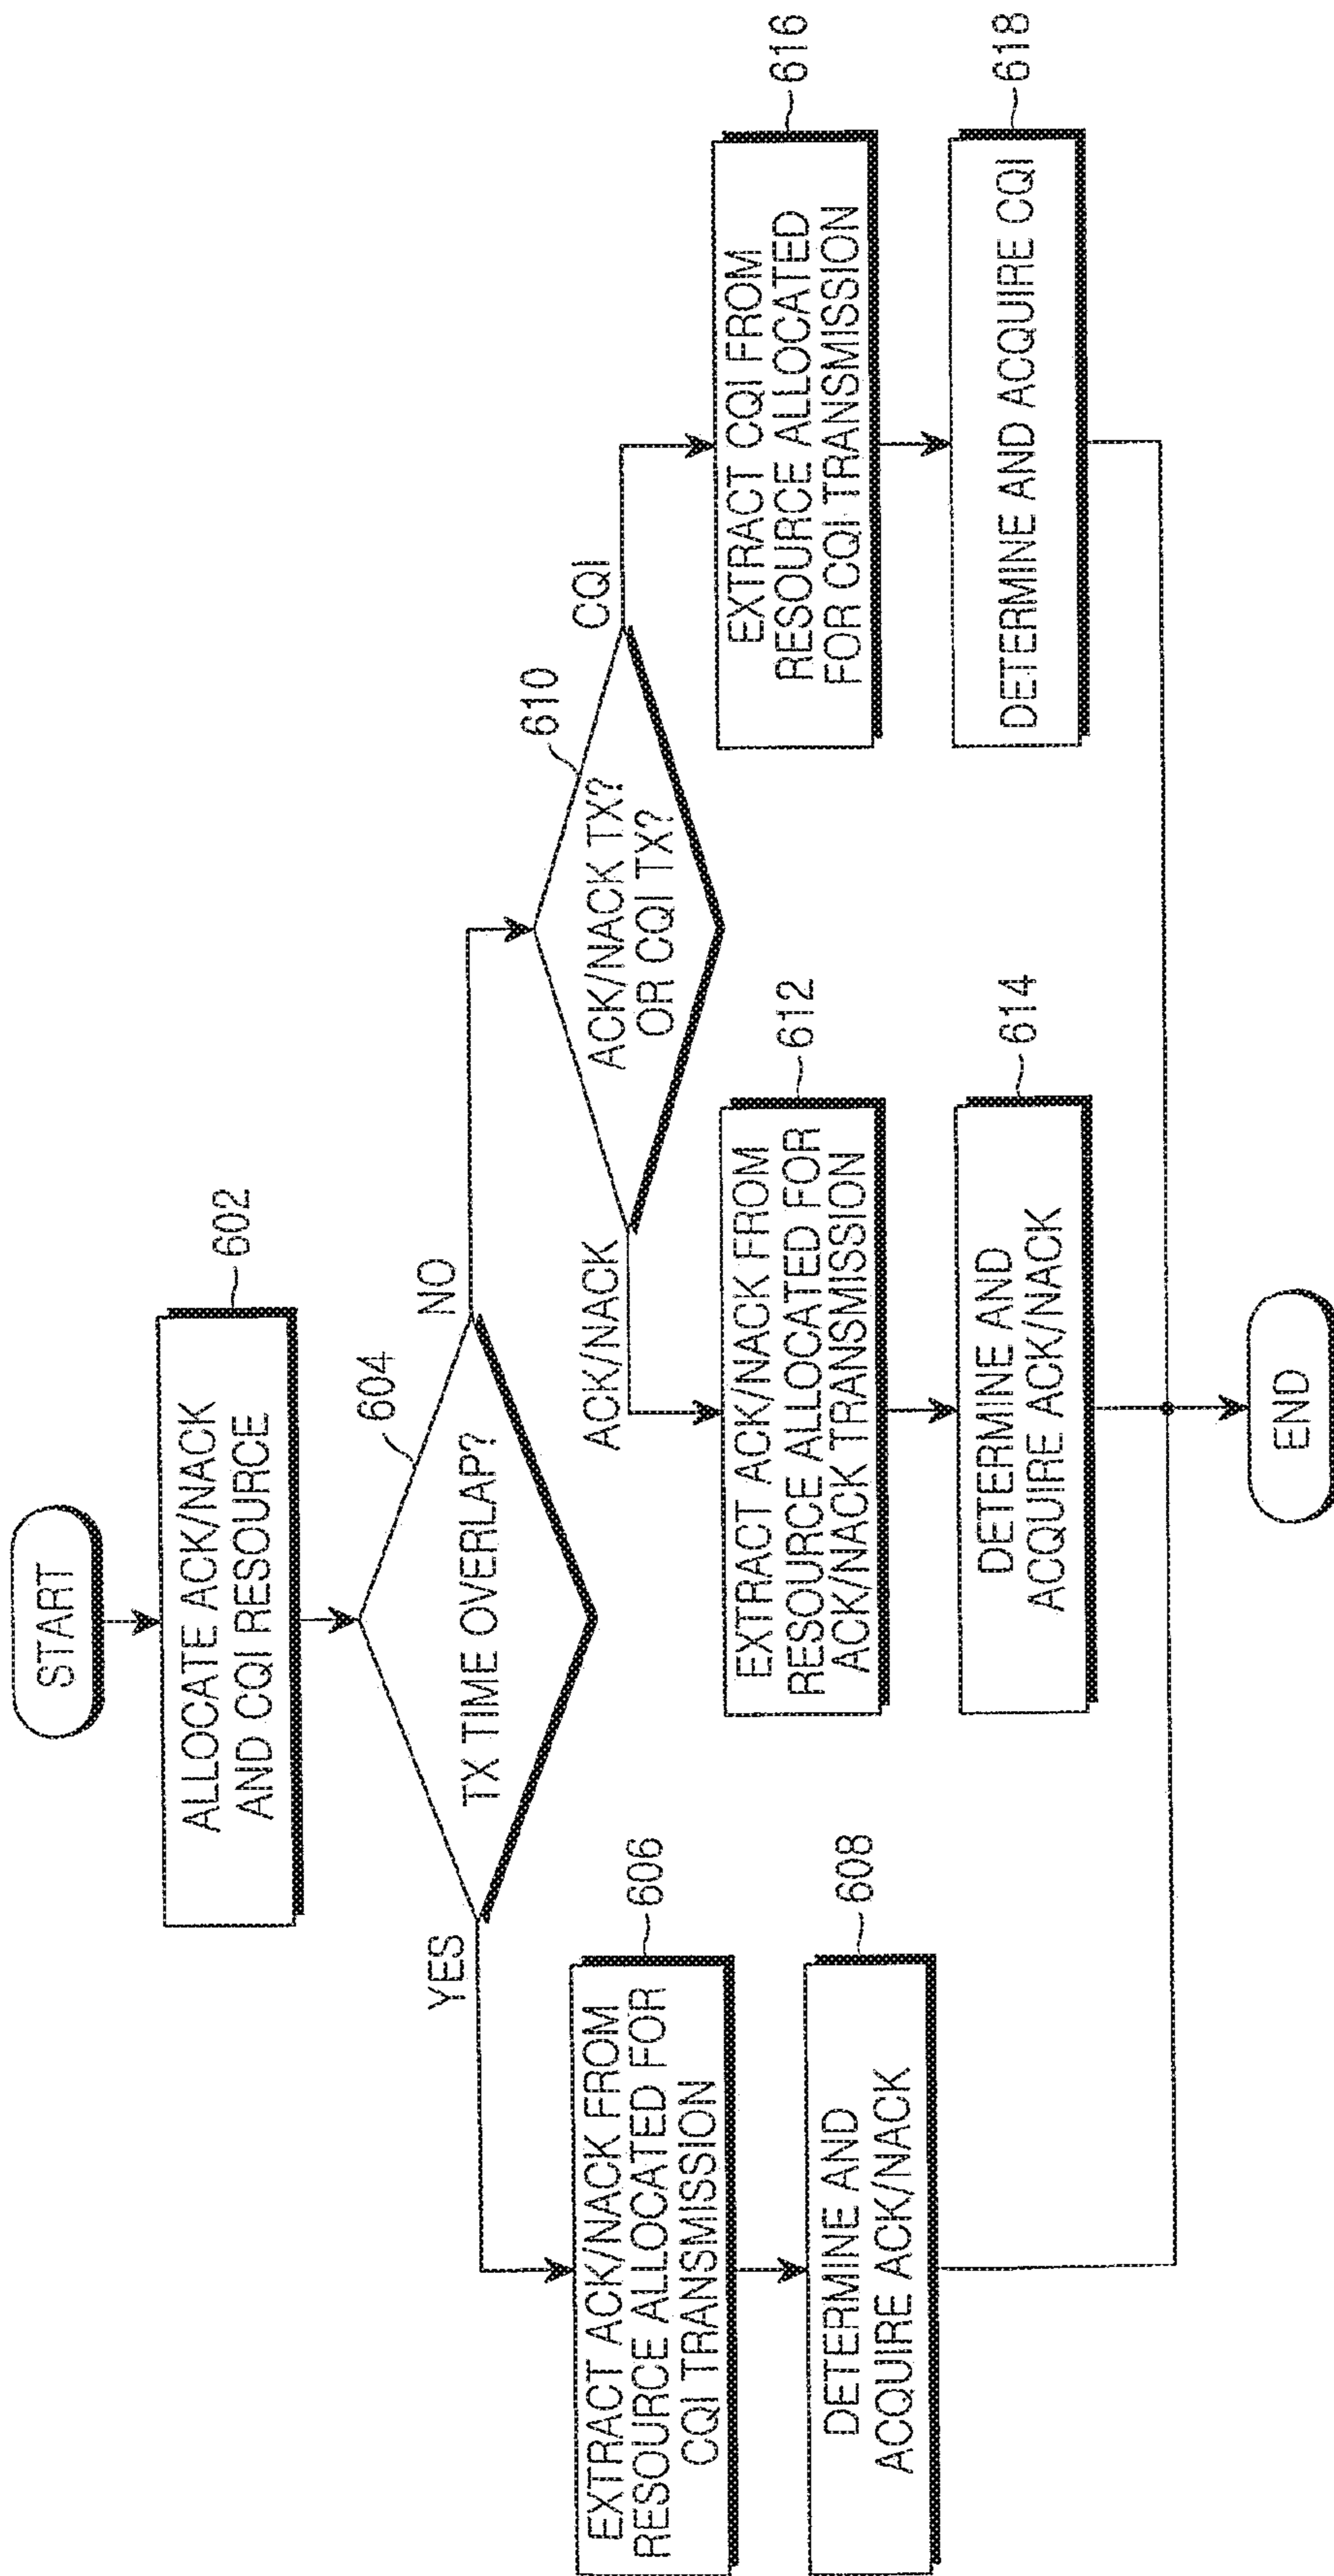 START
ALLOCATE ACK/NACK
AND CQI RESOURCE
602
TX TIME OVERLAP?
604
YES
NO
EXTRACT ACK/NACK FROM
RESOURCE ALLOCATED FOR
CQI TRANSMISSION
606
DETERMINE AND
ACQUIRE ACK/NACK
608
ACK/NACK TX?
OR CQI TX?
610
ACK/NACK
CQI
EXTRACT ACK/NACK FROM
RESOURCE ALLOCATED FOR
ACK/NACK TRANSMISSION
612
DETERMINE AND
ACQUIRE ACK/NACK
614
EXTRACT CQI FROM
RESOURCE ALLOCATED
FOR CQI TRANSMISSION
616
DETERMINE AND ACQUIRE CQI
618
END